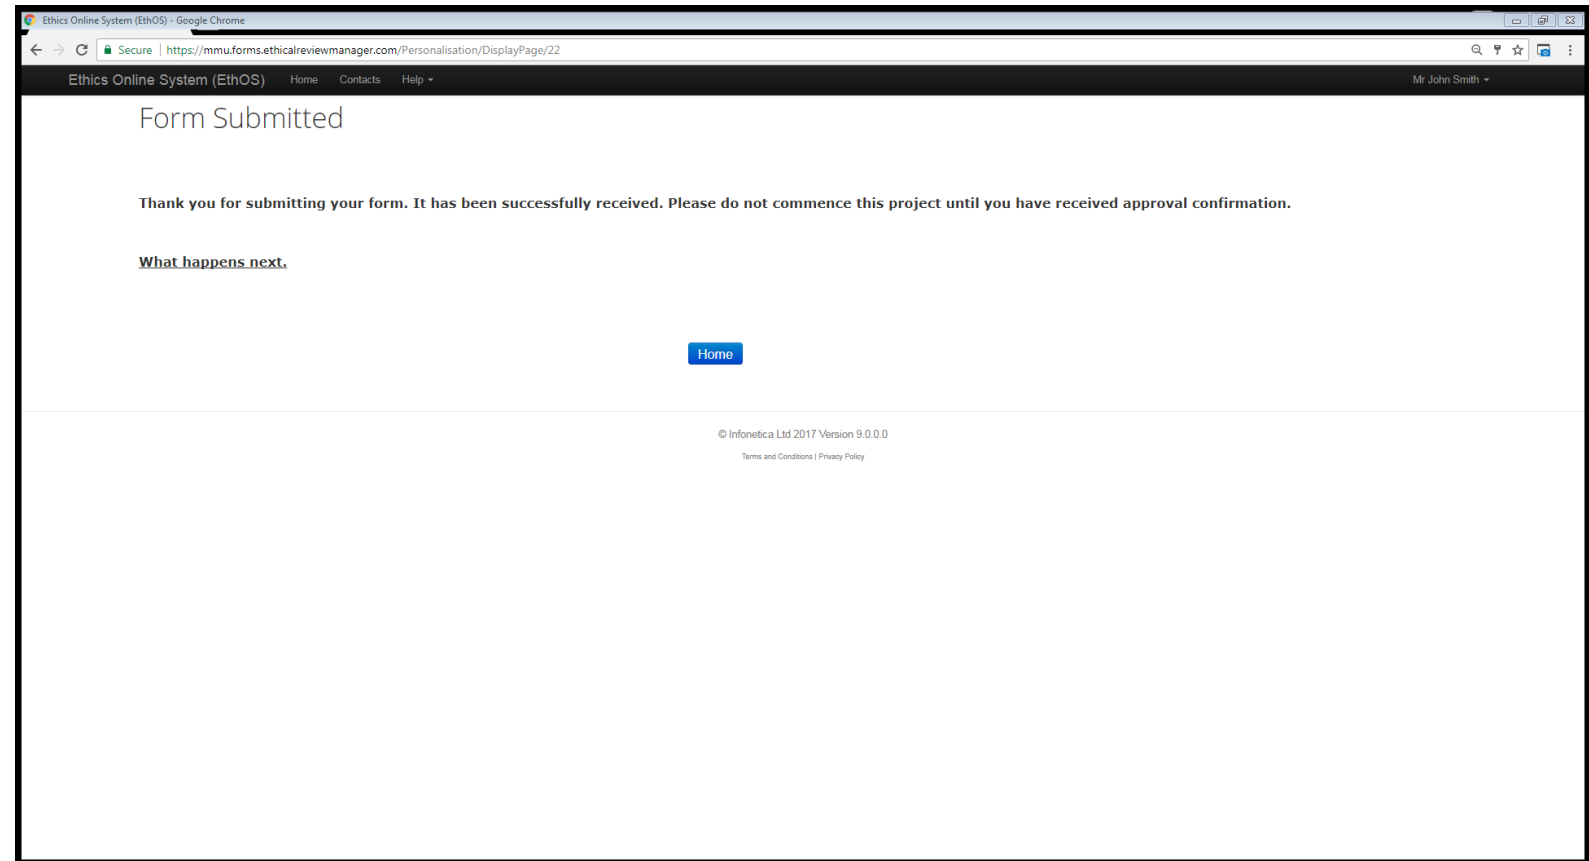 Ethics Online System (EthOS) - Google Chrome
Secure | https://mmu.forms.ethicalreviewmanager.com/Personalisation/DisplayPage/22
Ethics Online System (EthOS) Home Contacts Help Mr John Smith
Form Submitted
Thank you for submitting your form. It has been successfully received. Please do not commence this project until you have received approval confirmation.
What happens next.
Home
© Infonetica Ltd 2017 Version 9.0.0.0
Terms and Conditions | Privacy Policy